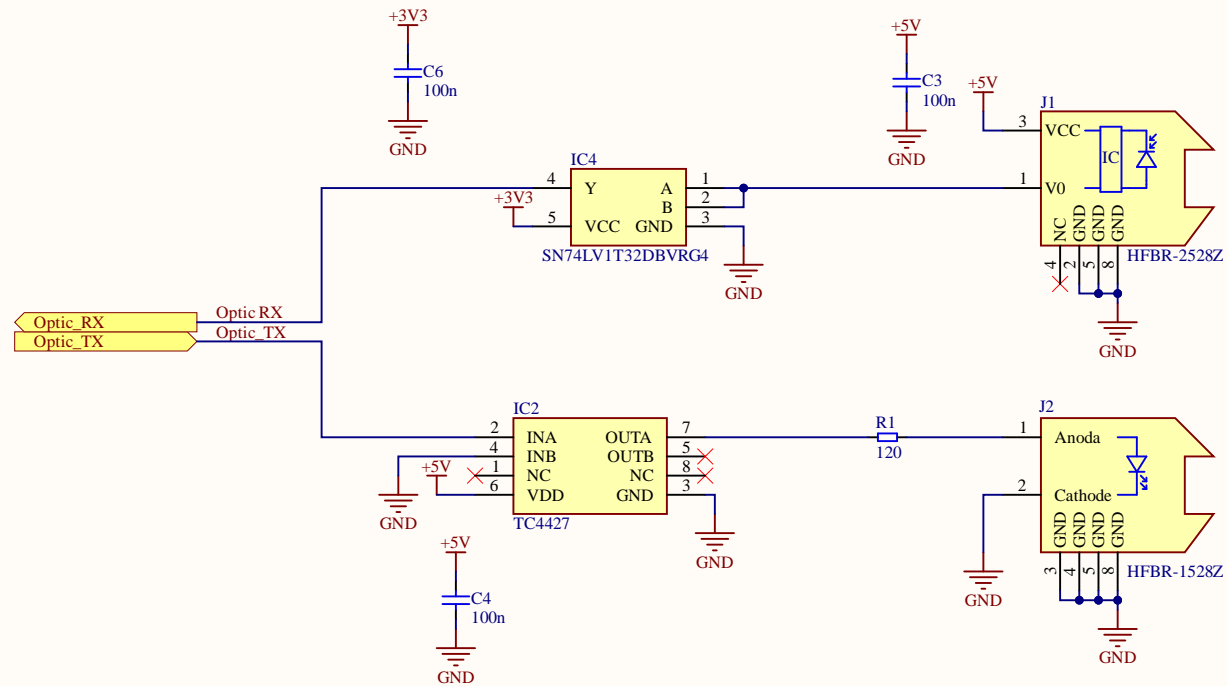 +3V3
C6
100n
GND
+5V
C3
100n
GND
+5V
J1
3
VCC
IC
1
V0
NC
GND
GND
GND
4
2
5
8
HFBR-2528Z
GND
IC4
4
Y
A
1
B
2
+3V3
5
VCC
GND
3
SN74LV1T32DBVRG4
GND
Optic_RX
Optic RX
Optic_TX
Optic_TX
IC2
2
INA
OUTA
7
4
INB
OUTB
5
1
NC
NC
8
+5V
6
VDD
GND
3
TC4427
GND
GND
R1
120
J2
1
Anoda
2
Cathode
GND
GND
GND
GND
3
4
5
8
HFBR-1528Z
GND
GND
+5V
C4
100n
GND